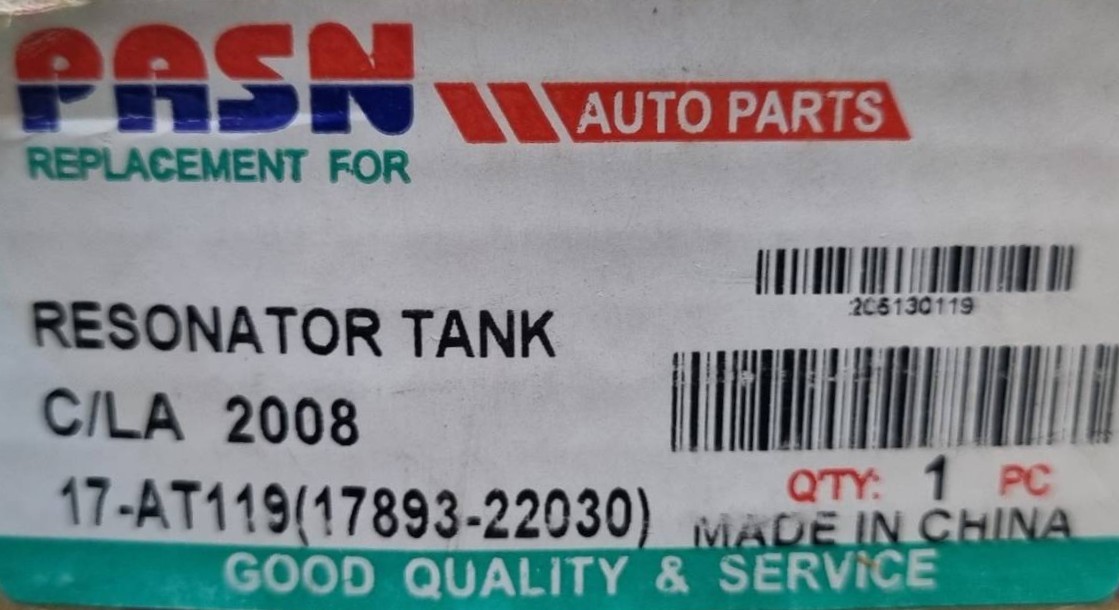 PASN AUTO PARTS
REPLACEMENT FOR
206130119
RESONATOR TANK
C/LA 2008
17-AT119(17893-22030)
QTY: 1 PC
MADE IN CHINA
GOOD QUALITY & SERVICE